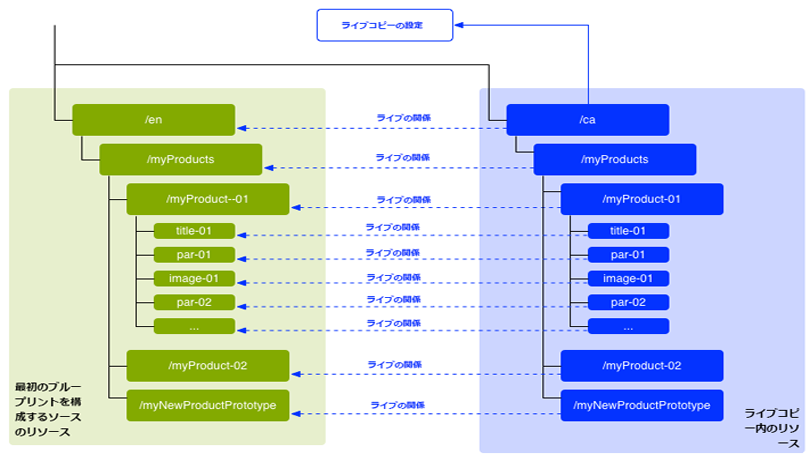 ライブコピーの設定
/en
ライブの関係
/ca
/myProducts
ライブの関係
/myProducts
/myProduct--01
ライブの関係
/myProduct-01
title-01
ライブの関係
title-01
par-01
ライブの関係
par-01
image-01
ライブの関係
image-01
par-02
ライブの関係
par-02
...
ライブの関係
...
/myProduct-02
ライブの関係
/myProduct-02
/myNewProductPrototype
ライブの関係
/myNewProductPrototype
最初のブルー
プリントを構
成するソース
のリソース
ライブコピ
ー内のリソ
ース